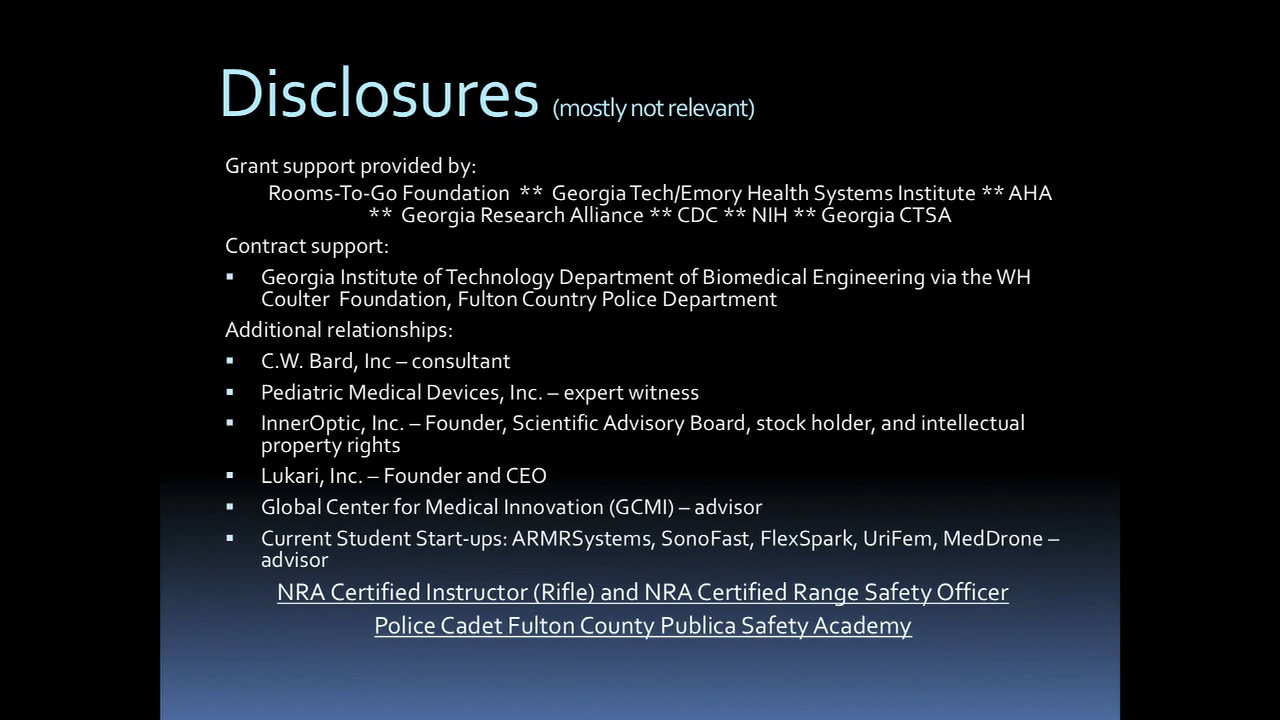 Disclosures (mostly not relevant)
Grant support provided by:
Rooms-To-Go Foundation ** Georgia Tech/Emory Health Systems Institute ** AHA
** Georgia Research Alliance ** CDC ** NIH ** Georgia CTSA
Contract support:
▪ Georgia Institute of Technology Department of Biomedical Engineering via the WH
Coulter Foundation, Fulton Country Police Department
Additional relationships:
▪ C.W. Bard, Inc – consultant
▪ Pediatric Medical Devices, Inc. – expert witness
▪ InnerOptic, Inc. – Founder, Scientific Advisory Board, stock holder, and intellectual
property rights
▪ Lukari, Inc. – Founder and CEO
▪ Global Center for Medical Innovation (GCMI) – advisor
▪ Current Student Start-ups: ARMRSystems, SonoFast, FlexSpark, UriFem, MedDrone –
advisor
NRA Certified Instructor (Rifle) and NRA Certified Range Safety Officer
Police Cadet Fulton County Publica Safety Academy